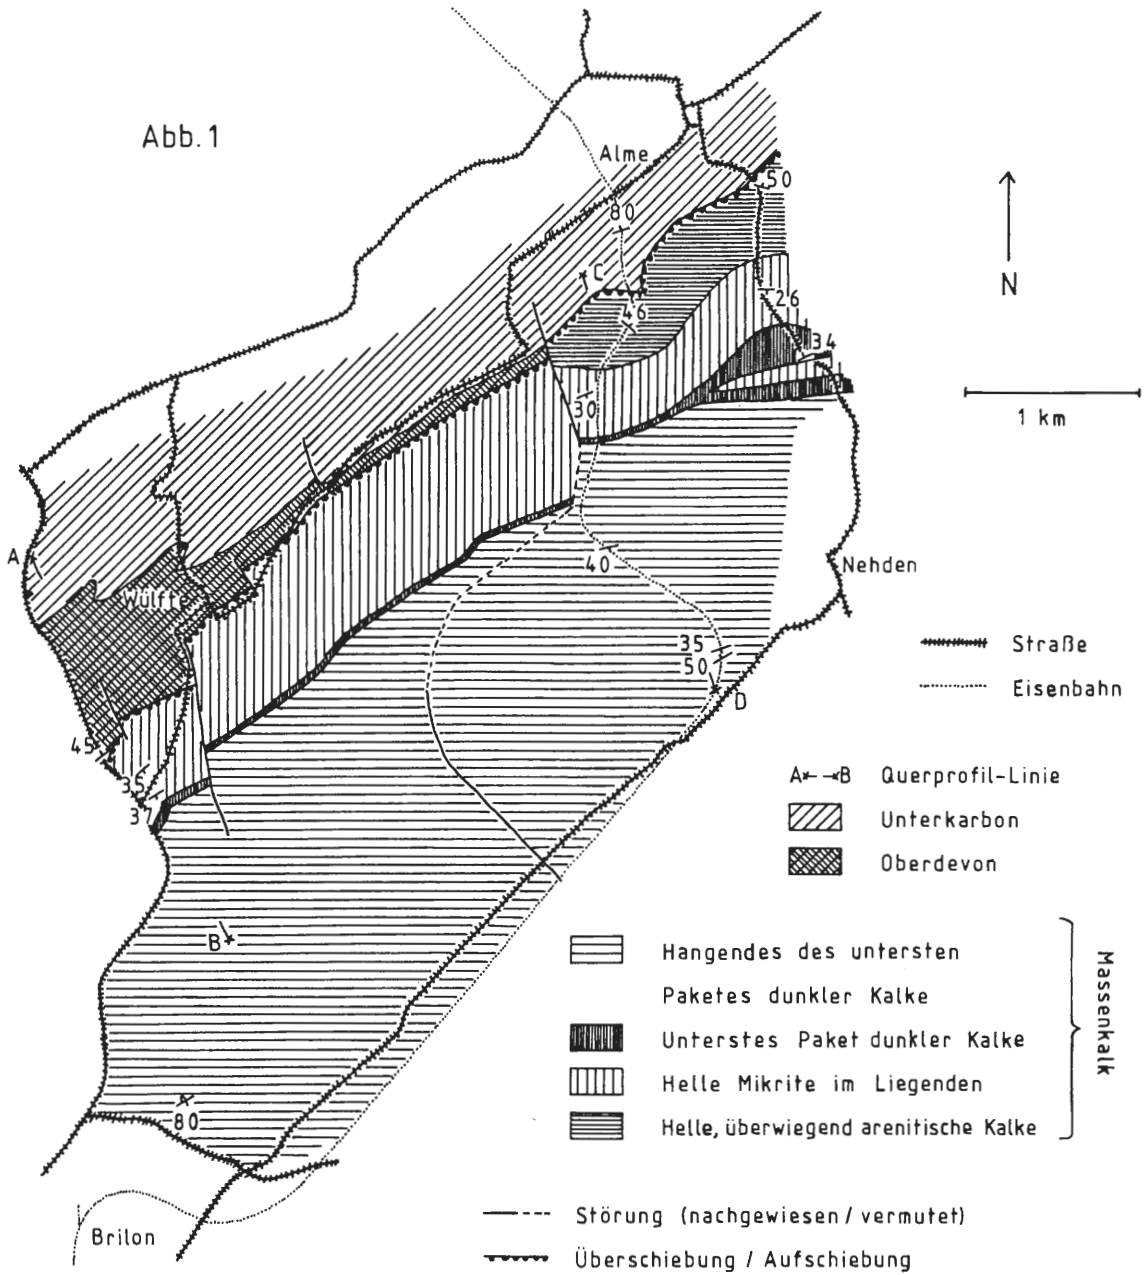 Abb. 1
Alme
50
80
C
N
26
46
34
1 km
30
A
40
Nehden
Wülfte
35
50
Straße
D
Eisenbahn
45
A B Querprofil-Linie
35
37
Unterkarbon
Oberdevon
B
Hangendes des untersten
Paketes dunkler Kalke
Unterstes Paket dunkler Kalke
Helle Mikrite im Liegenden
Helle, überwiegend arenitische Kalke
Massenkalk
80
Störung (nachgewiesen / vermutet)
Brilon
Überschiebung / Aufschiebung